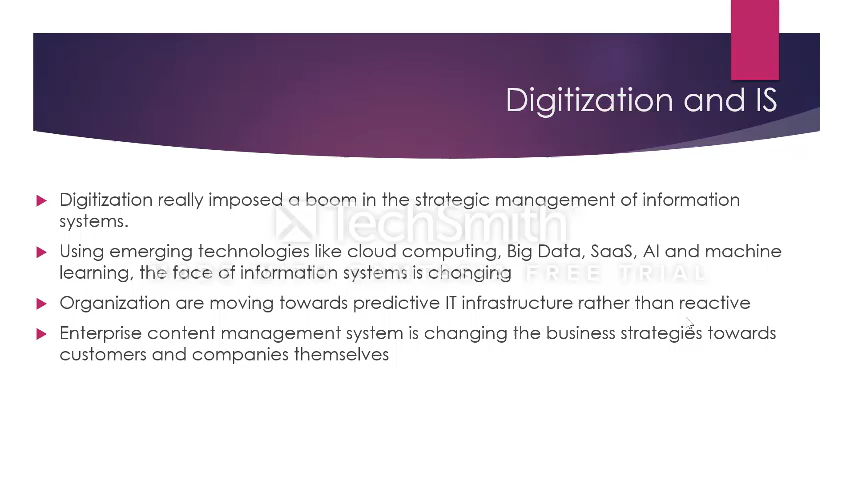 Digitization and IS
Digitization really imposed a boom in the strategic management of information
systems.
TechSmith
Using emerging technologies like cloud computing, Big Data, SaaS, AI and machine
learning, the face of information systems is changing
FREE TRIAL
Organization are moving towards predictive IT infrastructure rather than reactive
Enterprise content management system is changing the business strategies towards
customers and companies themselves